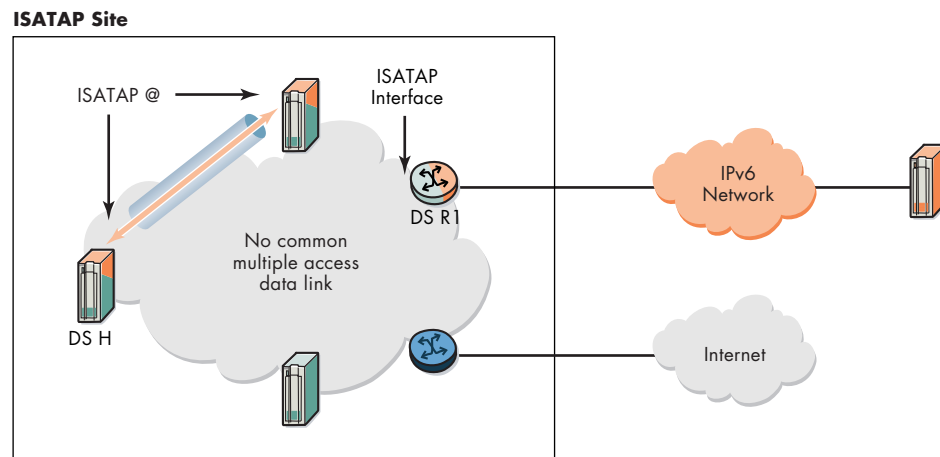 ISATAP Site
ISATAP @
ISATAP
Interface
DS R1
IPv6
Network
No common
multiple access
data link
DS H
Internet